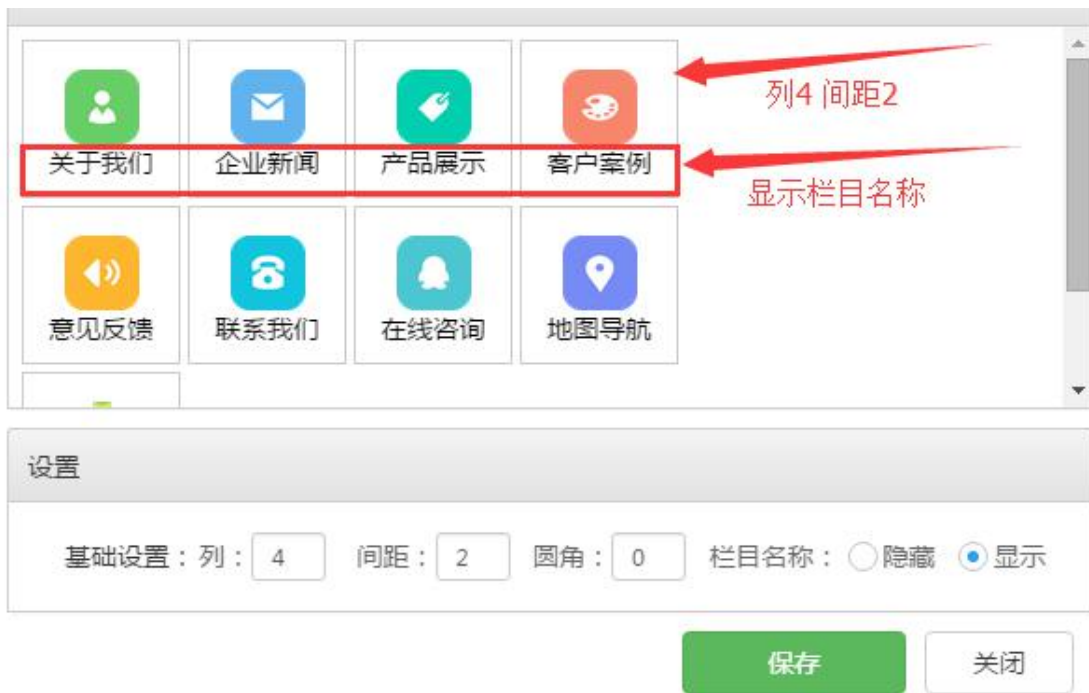 列4 间距2
关于我们 企业新闻 产品展示 客户案例
显示栏目名称
意见反馈 联系我们 在线咨询 地图导航
设置
基础设置：列： 4 间距： 2 圆角： 0 栏目名称： 隐藏 显示
保存 关闭